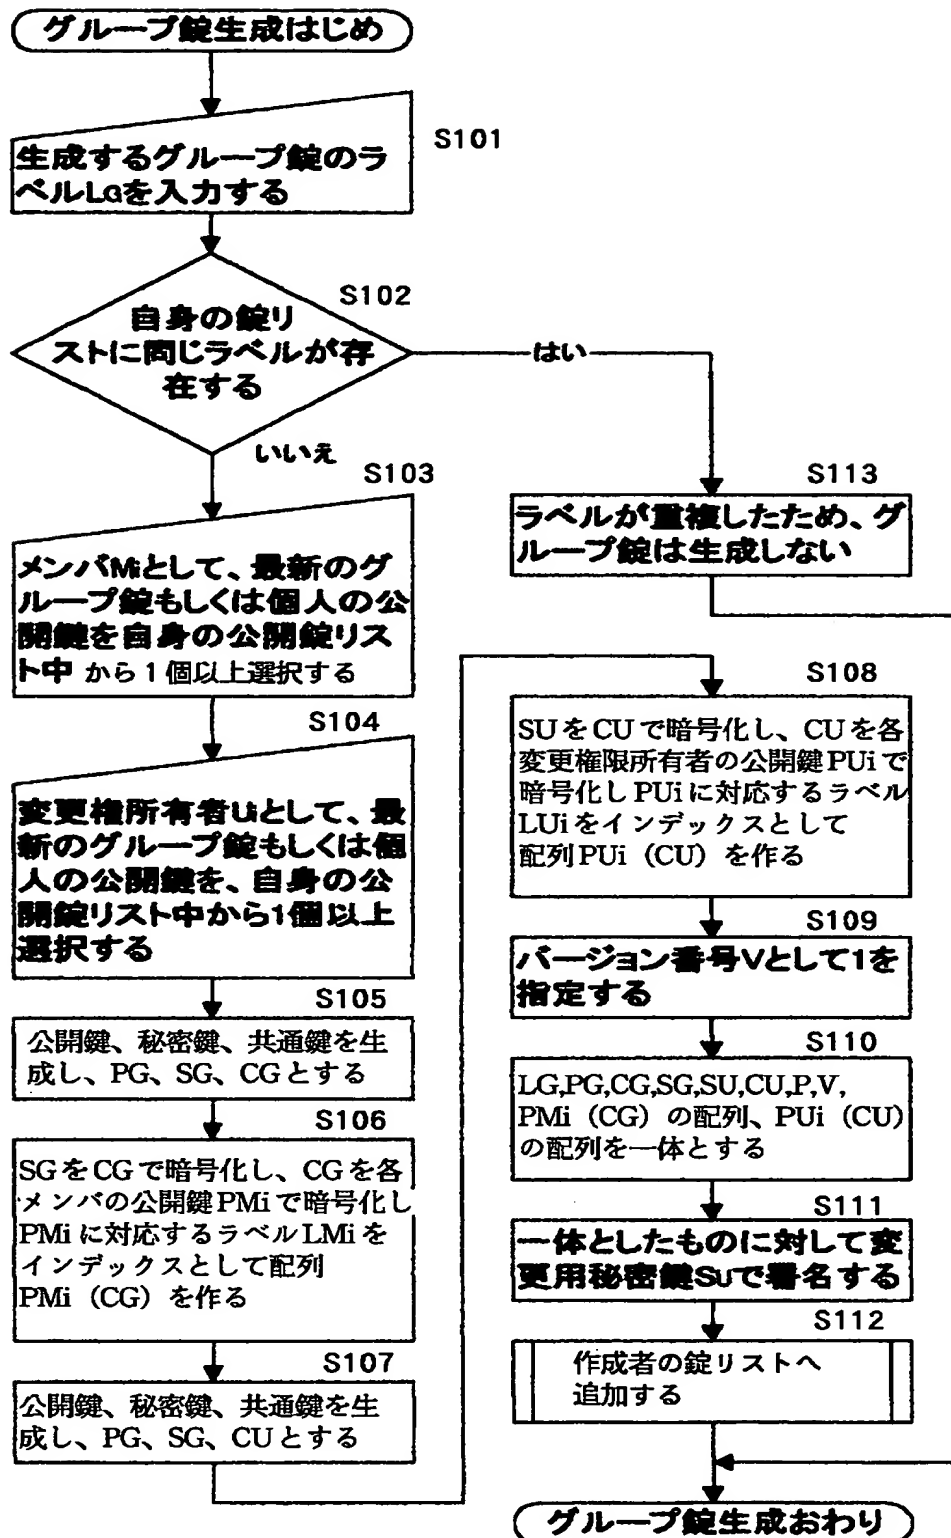 グループ錠生成はじめ
S101
生成するグループ錠のラ
ベルLGを入力する
S102
自身の錠リ
ストに同じラベルが存
在する
はい
いいえ
S103
メンバMiとして、最新のグ
ループ錠もしくは個人の公
開鍵を自身の公開錠リス
ト中 から1個以上選択する
S104
変更権所有者Uiとして、最
新のグループ錠もしくは個
人の公開鍵を、自身の公
開錠リスト中から1個以上
選択する
S105
公開鍵、秘密鍵、共通鍵を生
成し、PG、SG、CGとする
S106
SGをCGで暗号化し、CGを各
メンバの公開鍵PMiで暗号化し
PMiに対応するラベルLMiを
インデックスとして配列
PMi（CG）を作る
S107
公開鍵、秘密鍵、共通鍵を生
成し、PG、SG、CUとする
S113
ラベルが重複したため、グ
ループ錠は生成しない
S108
SUをCUで暗号化し、CUを各
変更権限所有者の公開鍵PUiで
暗号化しPUiに対応するラベル
LUiをインデックスとして
配列PUi（CU）を作る
S109
バージョン番号Vとして1を
指定する
S110
LG,PG,CG,SG,SU,CU,P,V,
PMi（CG）の配列、PUi（CU）
の配列を一体とする
S111
一体としたものに対して変
更用秘密鍵SUで署名する
S112
作成者の錠リストへ
追加する
グループ錠生成おわり